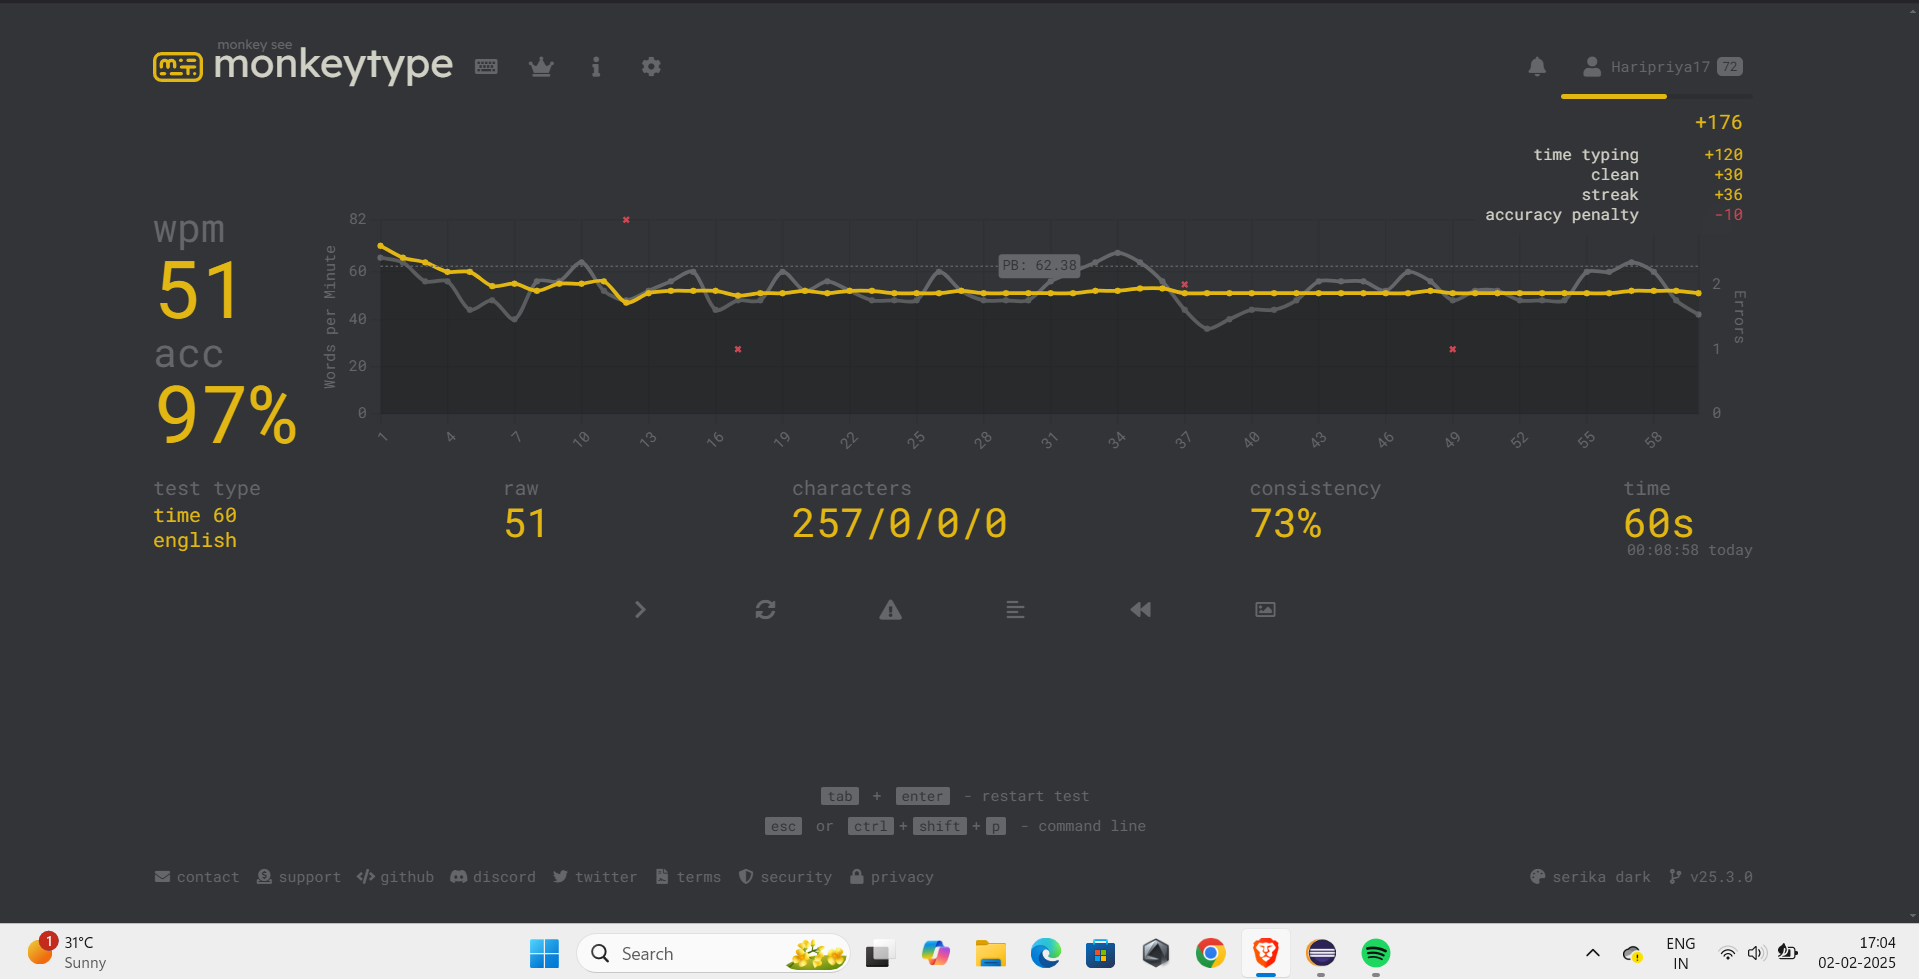 monkey see
monkeytype
Haripriya17 72
+176
time typing +120
clean +30
streak +36
accuracy penalty -10
wpm
51
acc
97%
Words per Minute
82
60
40
20
0
PB: 62.38
Errors
2
1
0
1 4 7 10 13 16 19 22 25 28 31 34 37 40 43 46 49 52 55 58
test type
time 60
english
raw
51
characters
257/0/0/0
consistency
73%
time
60s
00:08:58 today
tab + enter - restart test
esc or ctrl + shift + p - command line
contact support github discord twitter terms security privacy serika dark v25.3.0
1
31°C
Sunny
Search
ENG
IN
17:04
02-02-2025